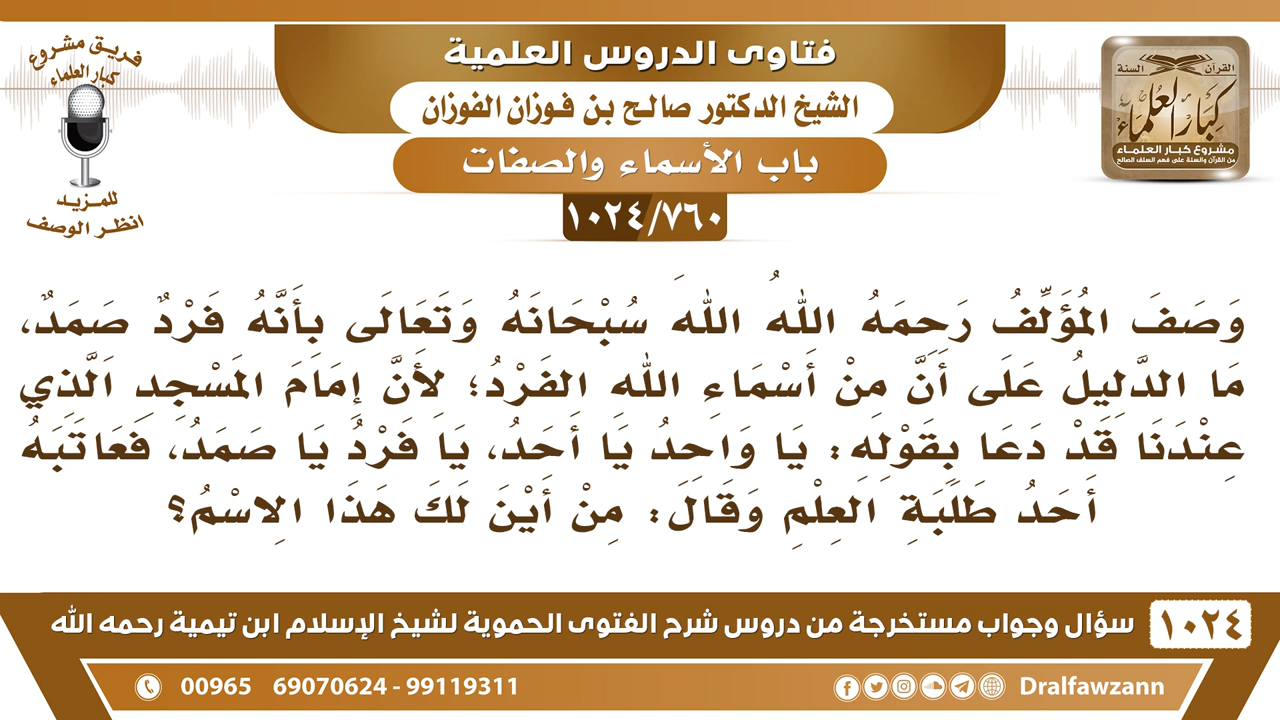 فتاوى الدروس العلمية
الشيخ الدكتور صالح بن فوزان الفوزان
باب الأسماء والصفات
١٠٢٤/٧٦٠
فريق مشروع
كبار العلماء
للمزيد
انظر الوصف
القرآن السنة
كبار العلماء
مشروع كبار العلماء
من القرآن والسنة على فهم السلف الصالح
وَصَفَ المُؤَلِّفُ رَحِمَهُ اللهُ اللهَ سُبْحَانَهُ وَتَعَالَى بِأَنَّهُ فَرْدٌ صَمَدٌ،
مَا الدَّلِيلُ عَلَى أَنَّ مِنْ أَسْمَاءِ اللهِ الفَرْدُ؛ لأَنَّ إِمَامَ المَسْجِدِ الَّذِي
عِنْدَنَا قَدْ دَعَا بِقَوْلِهِ: يَا وَاحِدُ يَا أَحَدُ، يَا فَرْدُ يَا صَمَدُ، فَعَاتَبَهُ
أَحَدُ طَلَبَةِ العِلْمِ وَقَالَ: مِنْ أَيْنَ لَكَ هَذَا الِاسْمُ؟
١٠٢٤ سؤال وجواب مستخرجة من دروس شرح الفتوى الحموية لشيخ الإسلام ابن تيمية رحمه الله
00965 69070624 - 99119311
Dralfawzann